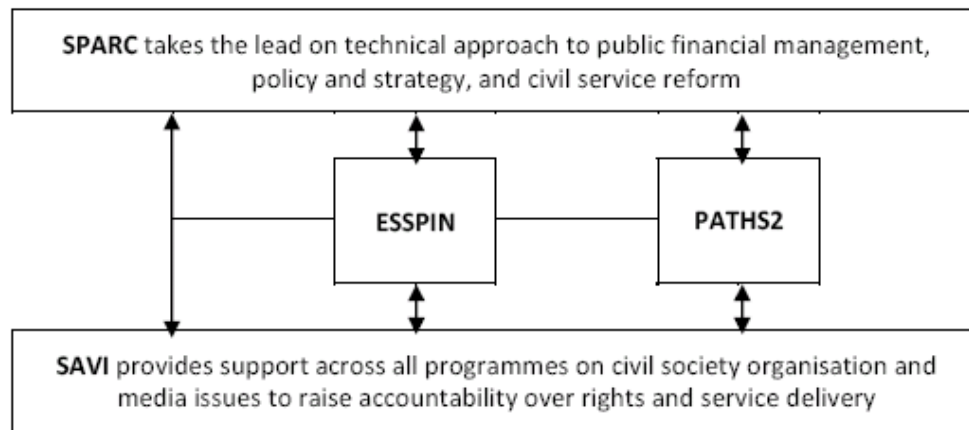 SPARC takes the lead on technical approach to public financial management,
policy and strategy, and civil service reform
ESSPIN
PATHS2
SAVI provides support across all programmes on civil society organisation and
media issues to raise accountability over rights and service delivery